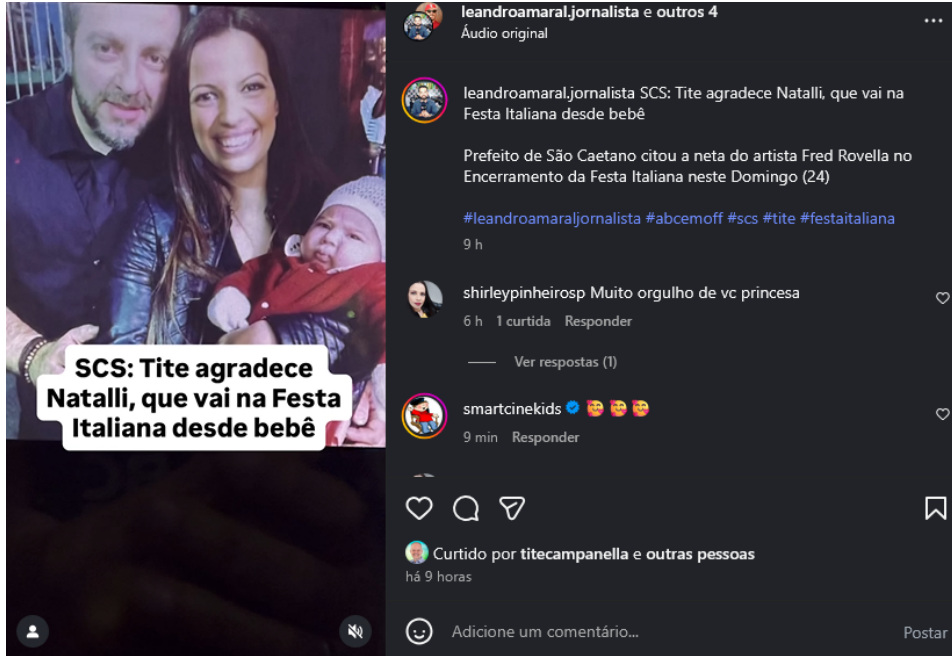 leandroamaral.jornalista e outros 4
Áudio original
leandroamaral.jornalista SCS: Tite agradece Natalli, que vai na
Festa Italiana desde bebê
Prefeito de São Caetano citou a neta do artista Fred Rovella no
Encerramento da Festa Italiana neste Domingo (24)
#leandroamaraljornalista #abcemoff #scs #tite #festaitaliana
9 h
shirleypinheirosp Muito orgulho de vc princesa
6 h 1 curtida Responder
Ver respostas (1)
SCS: Tite agradece
Natalli, que vai na Festa
Italiana desde bebê
smartcinekids 🥰 🥰 🥰
9 min Responder
Curtido por titecampanella e outras pessoas
há 9 horas
Adicione um comentário...
Postar